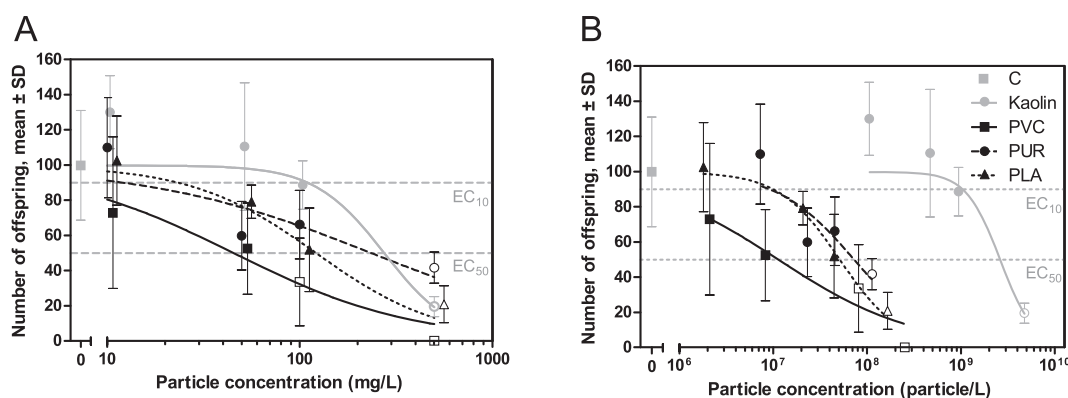 A
Number of offspring, mean ± SD
160
140
120
100
80
60
40
20
0
EC10
EC50
0 10 100 1000
Particle concentration (mg/L)
B
Number of offspring, mean ± SD
160
140
120
100
80
60
40
20
0
C
Kaolin
PVC
PUR
PLA
EC10
EC50
0 10⁶ 10⁷ 10⁸ 10⁹ 10¹⁰
Particle concentration (particle/L)